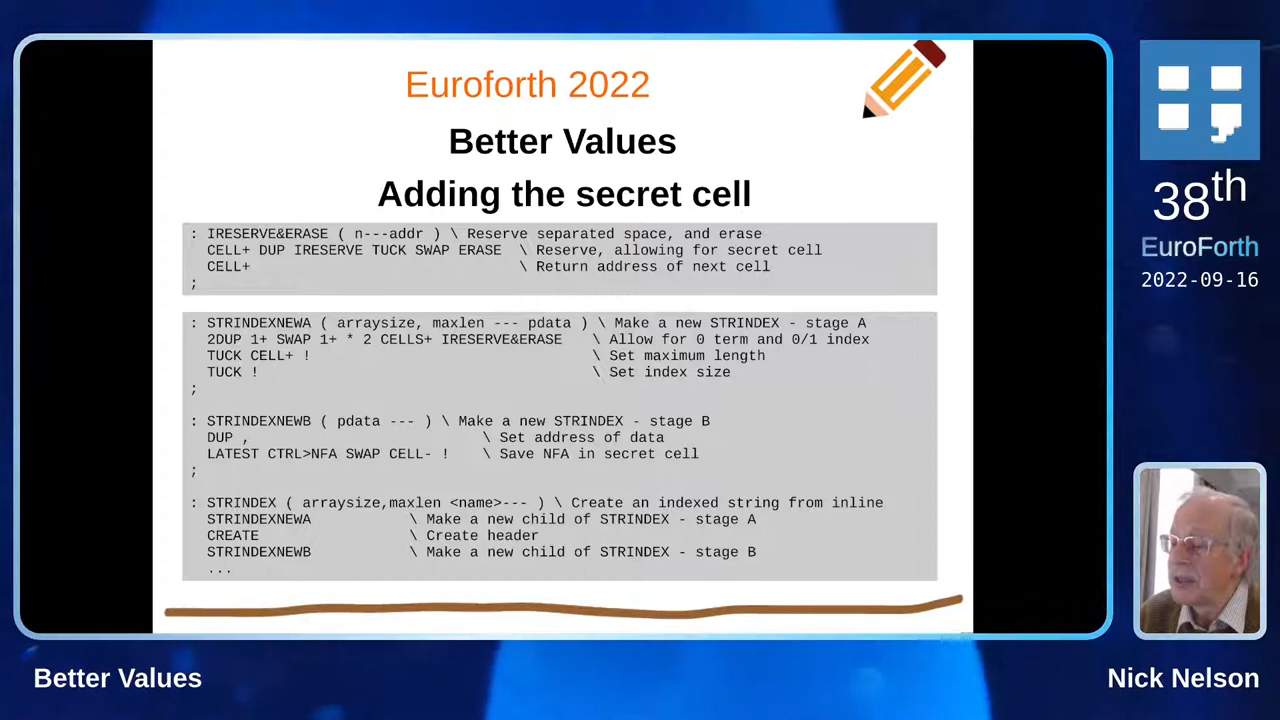 Euroforth 2022
Better Values
Adding the secret cell
: IRESERVE&ERASE ( n---addr ) \ Reserve separated space, and erase
CELL+ DUP IRESERVE TUCK SWAP ERASE \ Reserve, allowing for secret cell
CELL+ \ Return address of next cell
;
: STRINDEXNEWA ( arraysize, maxlen --- pdata ) \ Make a new STRINDEX - stage A
2DUP 1+ SWAP 1+ * 2 CELLS+ IRESERVE&ERASE \ Allow for 0 term and 0/1 index
TUCK CELL+ ! \ Set maximum length
TUCK ! \ Set index size
;
: STRINDEXNEWB ( pdata --- ) \ Make a new STRINDEX - stage B
DUP , \ Set address of data
LATEST CTRL>NFA SWAP CELL- ! \ Save NFA in secret cell
;
: STRINDEX ( arraysize,maxlen <name>--- ) \ Create an indexed string from inline
STRINDEXNEWA \ Make a new child of STRINDEX - stage A
CREATE \ Create header
STRINDEXNEWB \ Make a new child of STRINDEX - stage B
...
38th
EuroForth
2022-09-16
Better Values
Nick Nelson